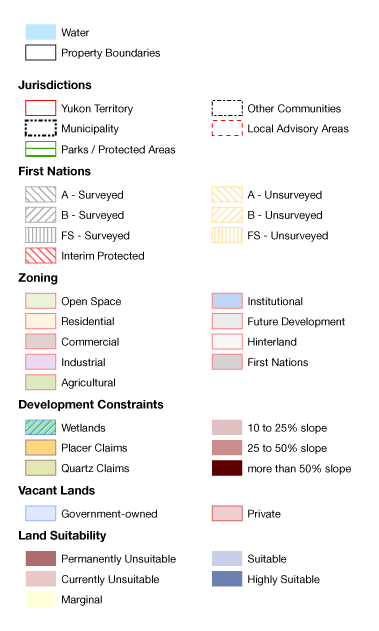 Water
Property Boundaries
Jurisdictions
Yukon Territory
Other Communities
Municipality
Local Advisory Areas
Parks / Protected Areas
First Nations
A - Surveyed
A - Unsurveyed
B - Surveyed
B - Unsurveyed
FS - Surveyed
FS - Unsurveyed
Interim Protected
Zoning
Open Space
Institutional
Residential
Future Development
Commercial
Hinterland
Industrial
First Nations
Agricultural
Development Constraints
Wetlands
10 to 25% slope
Placer Claims
25 to 50% slope
Quartz Claims
more than 50% slope
Vacant Lands
Government-owned
Private
Land Suitability
Permanently Unsuitable
Suitable
Currently Unsuitable
Highly Suitable
Marginal